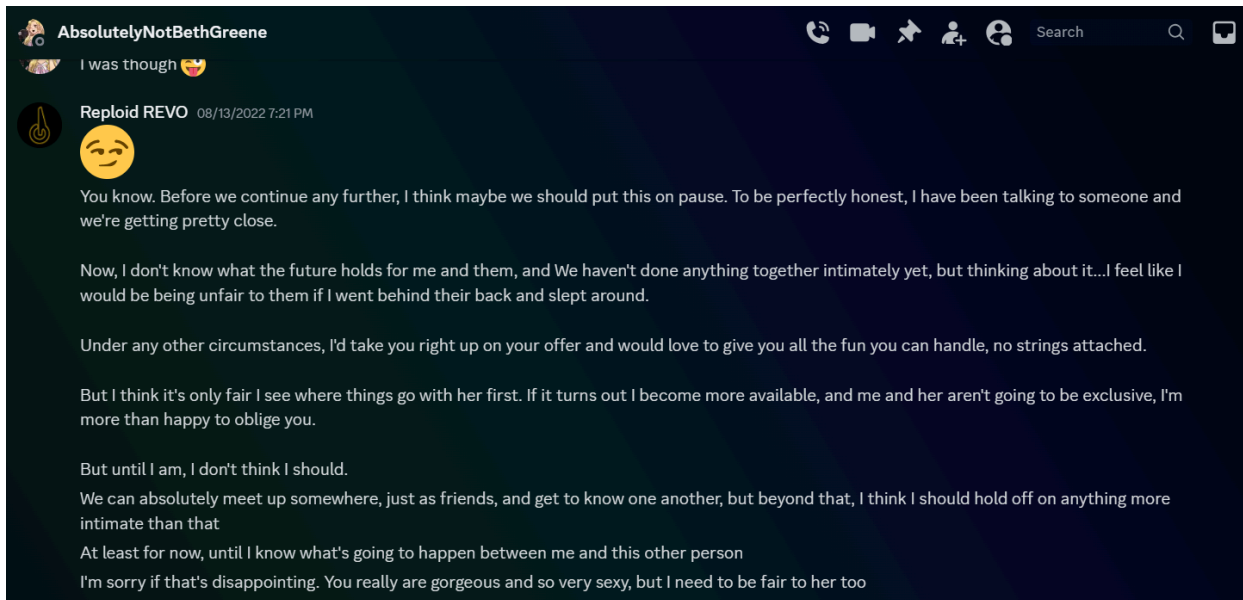 AbsolutelyNotBethGreene
Search
I was though
Reploid REVO 08/13/2022 7:21 PM
You know. Before we continue any further, I think maybe we should put this on pause. To be perfectly honest, I have been talking to someone and
we're getting pretty close.
Now, I don't know what the future holds for me and them, and We haven't done anything together intimately yet, but thinking about it...I feel like I
would be being unfair to them if I went behind their back and slept around.
Under any other circumstances, I'd take you right up on your offer and would love to give you all the fun you can handle, no strings attached.
But I think it's only fair I see where things go with her first. If it turns out I become more available, and me and her aren't going to be exclusive, I'm
more than happy to oblige you.
But until I am, I don't think I should.
We can absolutely meet up somewhere, just as friends, and get to know one another, but beyond that, I think I should hold off on anything more
intimate than that
At least for now, until I know what's going to happen between me and this other person
I'm sorry if that's disappointing. You really are gorgeous and so very sexy, but I need to be fair to her too